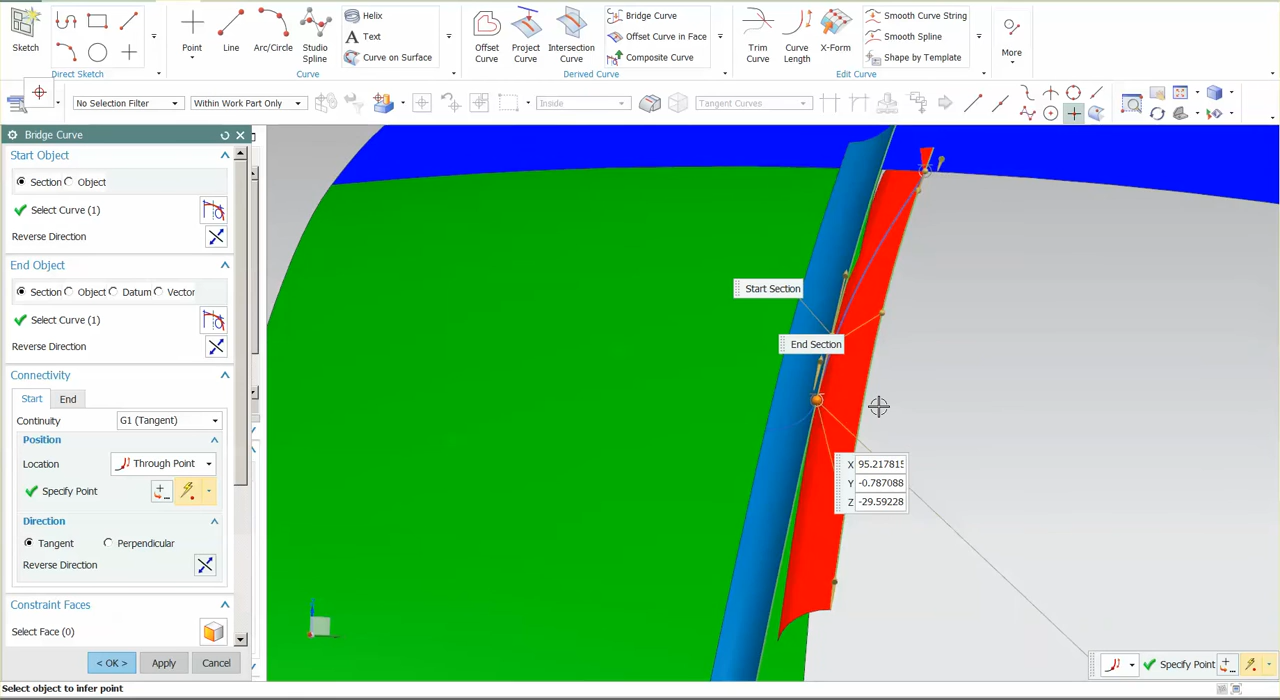 Sketch
Direct Sketch
Point
Line
Arc/Circle
Studio Spline
Helix
Text
Curve on Surface
Curve
Offset Curve
Project Curve
Intersection Curve
Bridge Curve
Offset Curve in Face
Composite Curve
Derived Curve
Trim Curve
Curve Length
X-Form
Smooth Curve String
Smooth Spline
Shape by Template
Edit Curve
More
No Selection Filter
Within Work Part Only
Inside
Tangent Curves
Bridge Curve
Start Object
Section Object
Select Curve (1)
Reverse Direction
End Object
Section Object Datum Vector
Select Curve (1)
Reverse Direction
Connectivity
Start End
Continuity G1 (Tangent)
Position
Location Through Point
Specify Point
Direction
Tangent Perpendicular
Reverse Direction
Constraint Faces
Select Face (0)
< OK > Apply Cancel
Start Section
End Section
X 95.217815
Y -0.787088
Z -29.59228
Specify Point
Select object to infer point